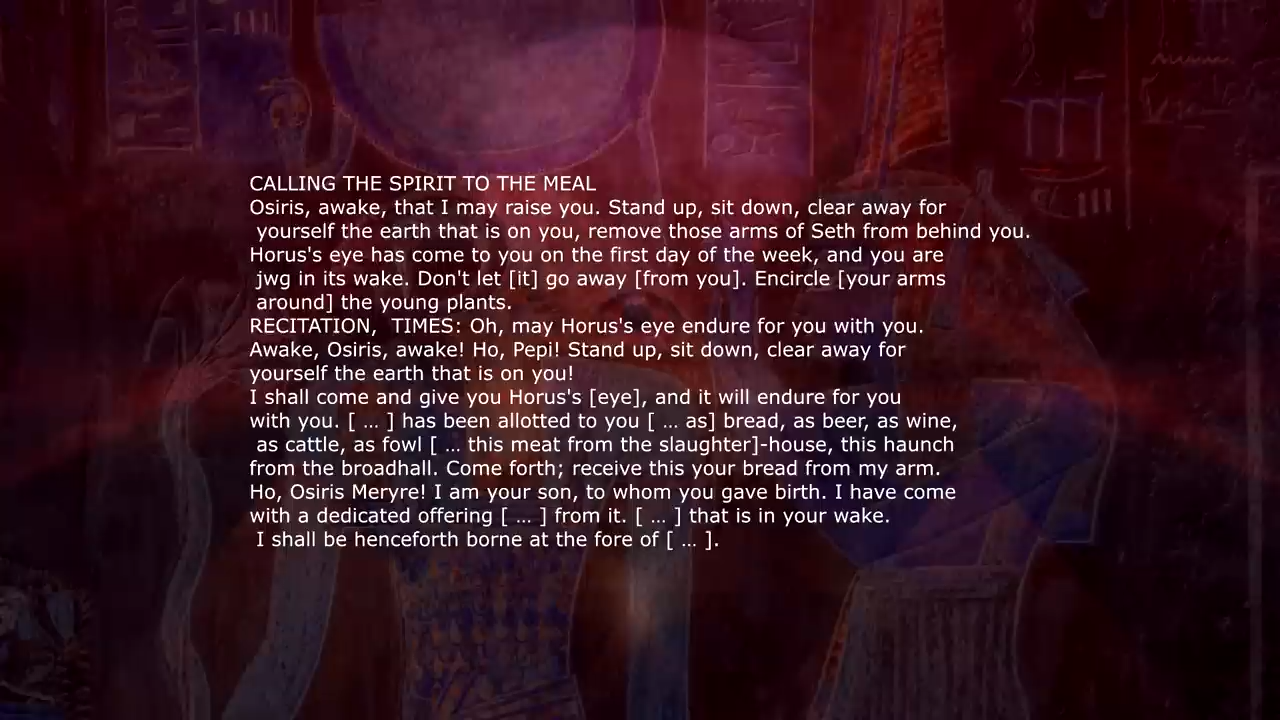 CALLING THE SPIRIT TO THE MEAL
Osiris, awake, that I may raise you. Stand up, sit down, clear away for
yourself the earth that is on you, remove those arms of Seth from behind you.
Horus's eye has come to you on the first day of the week, and you are
jwg in its wake. Don't let [it] go away [from you]. Encircle [your arms
around] the young plants.
RECITATION,  TIMES: Oh, may Horus's eye endure for you with you.
Awake, Osiris, awake! Ho, Pepi! Stand up, sit down, clear away for
yourself the earth that is on you!
I shall come and give you Horus's [eye], and it will endure for you
with you. [ … ] has been allotted to you [ … as] bread, as beer, as wine,
as cattle, as fowl [ … this meat from the slaughter]-house, this haunch
from the broadhall. Come forth; receive this your bread from my arm.
Ho, Osiris Meryre! I am your son, to whom you gave birth. I have come
with a dedicated offering [ … ] from it. [ … ] that is in your wake.
I shall be henceforth borne at the fore of [ … ].